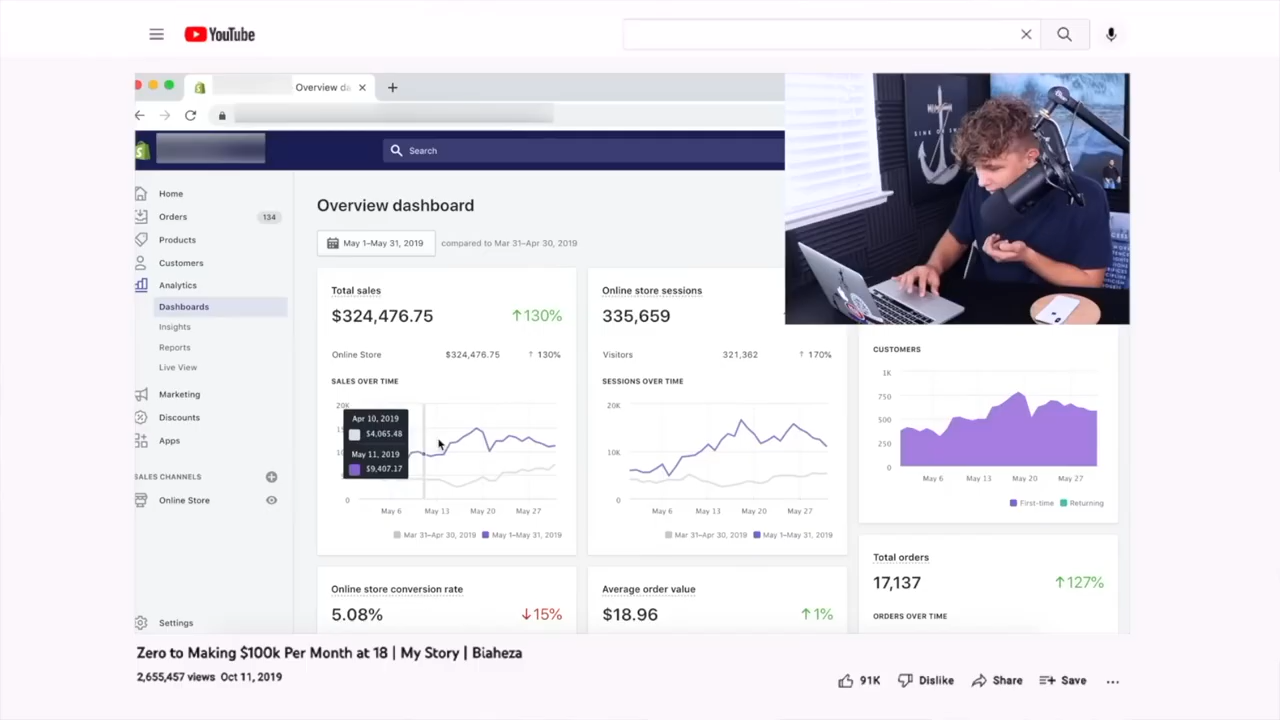 YouTube
Overview da
Search
Home
Orders
134
Products
Customers
Analytics
Dashboards
Insights
Reports
Live View
Marketing
Discounts
Apps
SALES CHANNELS
Online Store
Settings
Overview dashboard
May 1–May 31, 2019
compared to Mar 31–Apr 30, 2019
Total sales
$324,476.75
↑130%
Online Store $324,476.75 ↑ 130%
SALES OVER TIME
20K
Apr 10, 2019
$4,065.48
May 11, 2019
$9,407.17
0
May 6 May 13 May 20 May 27
Mar 31–Apr 30, 2019 May 1–May 31, 2019
Online store sessions
335,659
Visitors 321,362 ↑ 170%
SESSIONS OVER TIME
20K
10K
0
May 6 May 13 May 20 May 27
Mar 31–Apr 30, 2019 May 1–May 31, 2019
CUSTOMERS
1K
750
500
250
0
May 6 May 13 May 20 May 27
First-time Returning
Online store conversion rate
5.08%
↓15%
Average order value
$18.96
↑1%
Total orders
17,137
↑127%
ORDERS OVER TIME
Zero to Making $100k Per Month at 18 | My Story | Biaheza
2,655,457 views Oct 11, 2019
91K Dislike Share Save